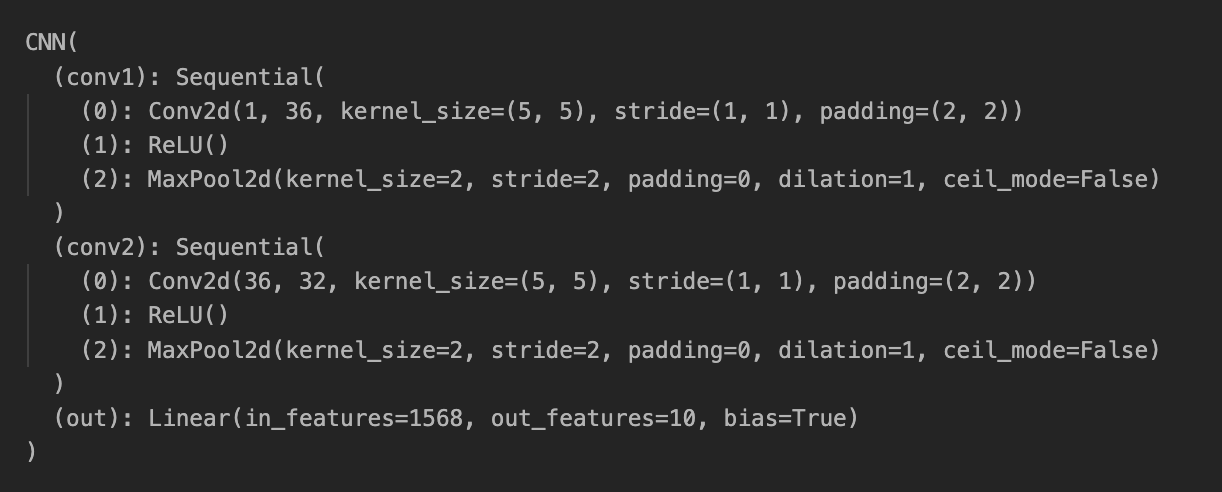 CNN(
  (conv1): Sequential(
    (0): Conv2d(1, 36, kernel_size=(5, 5), stride=(1, 1), padding=(2, 2))
    (1): ReLU()
    (2): MaxPool2d(kernel_size=2, stride=2, padding=0, dilation=1, ceil_mode=False)
  )
  (conv2): Sequential(
    (0): Conv2d(36, 32, kernel_size=(5, 5), stride=(1, 1), padding=(2, 2))
    (1): ReLU()
    (2): MaxPool2d(kernel_size=2, stride=2, padding=0, dilation=1, ceil_mode=False)
  )
  (out): Linear(in_features=1568, out_features=10, bias=True)
)